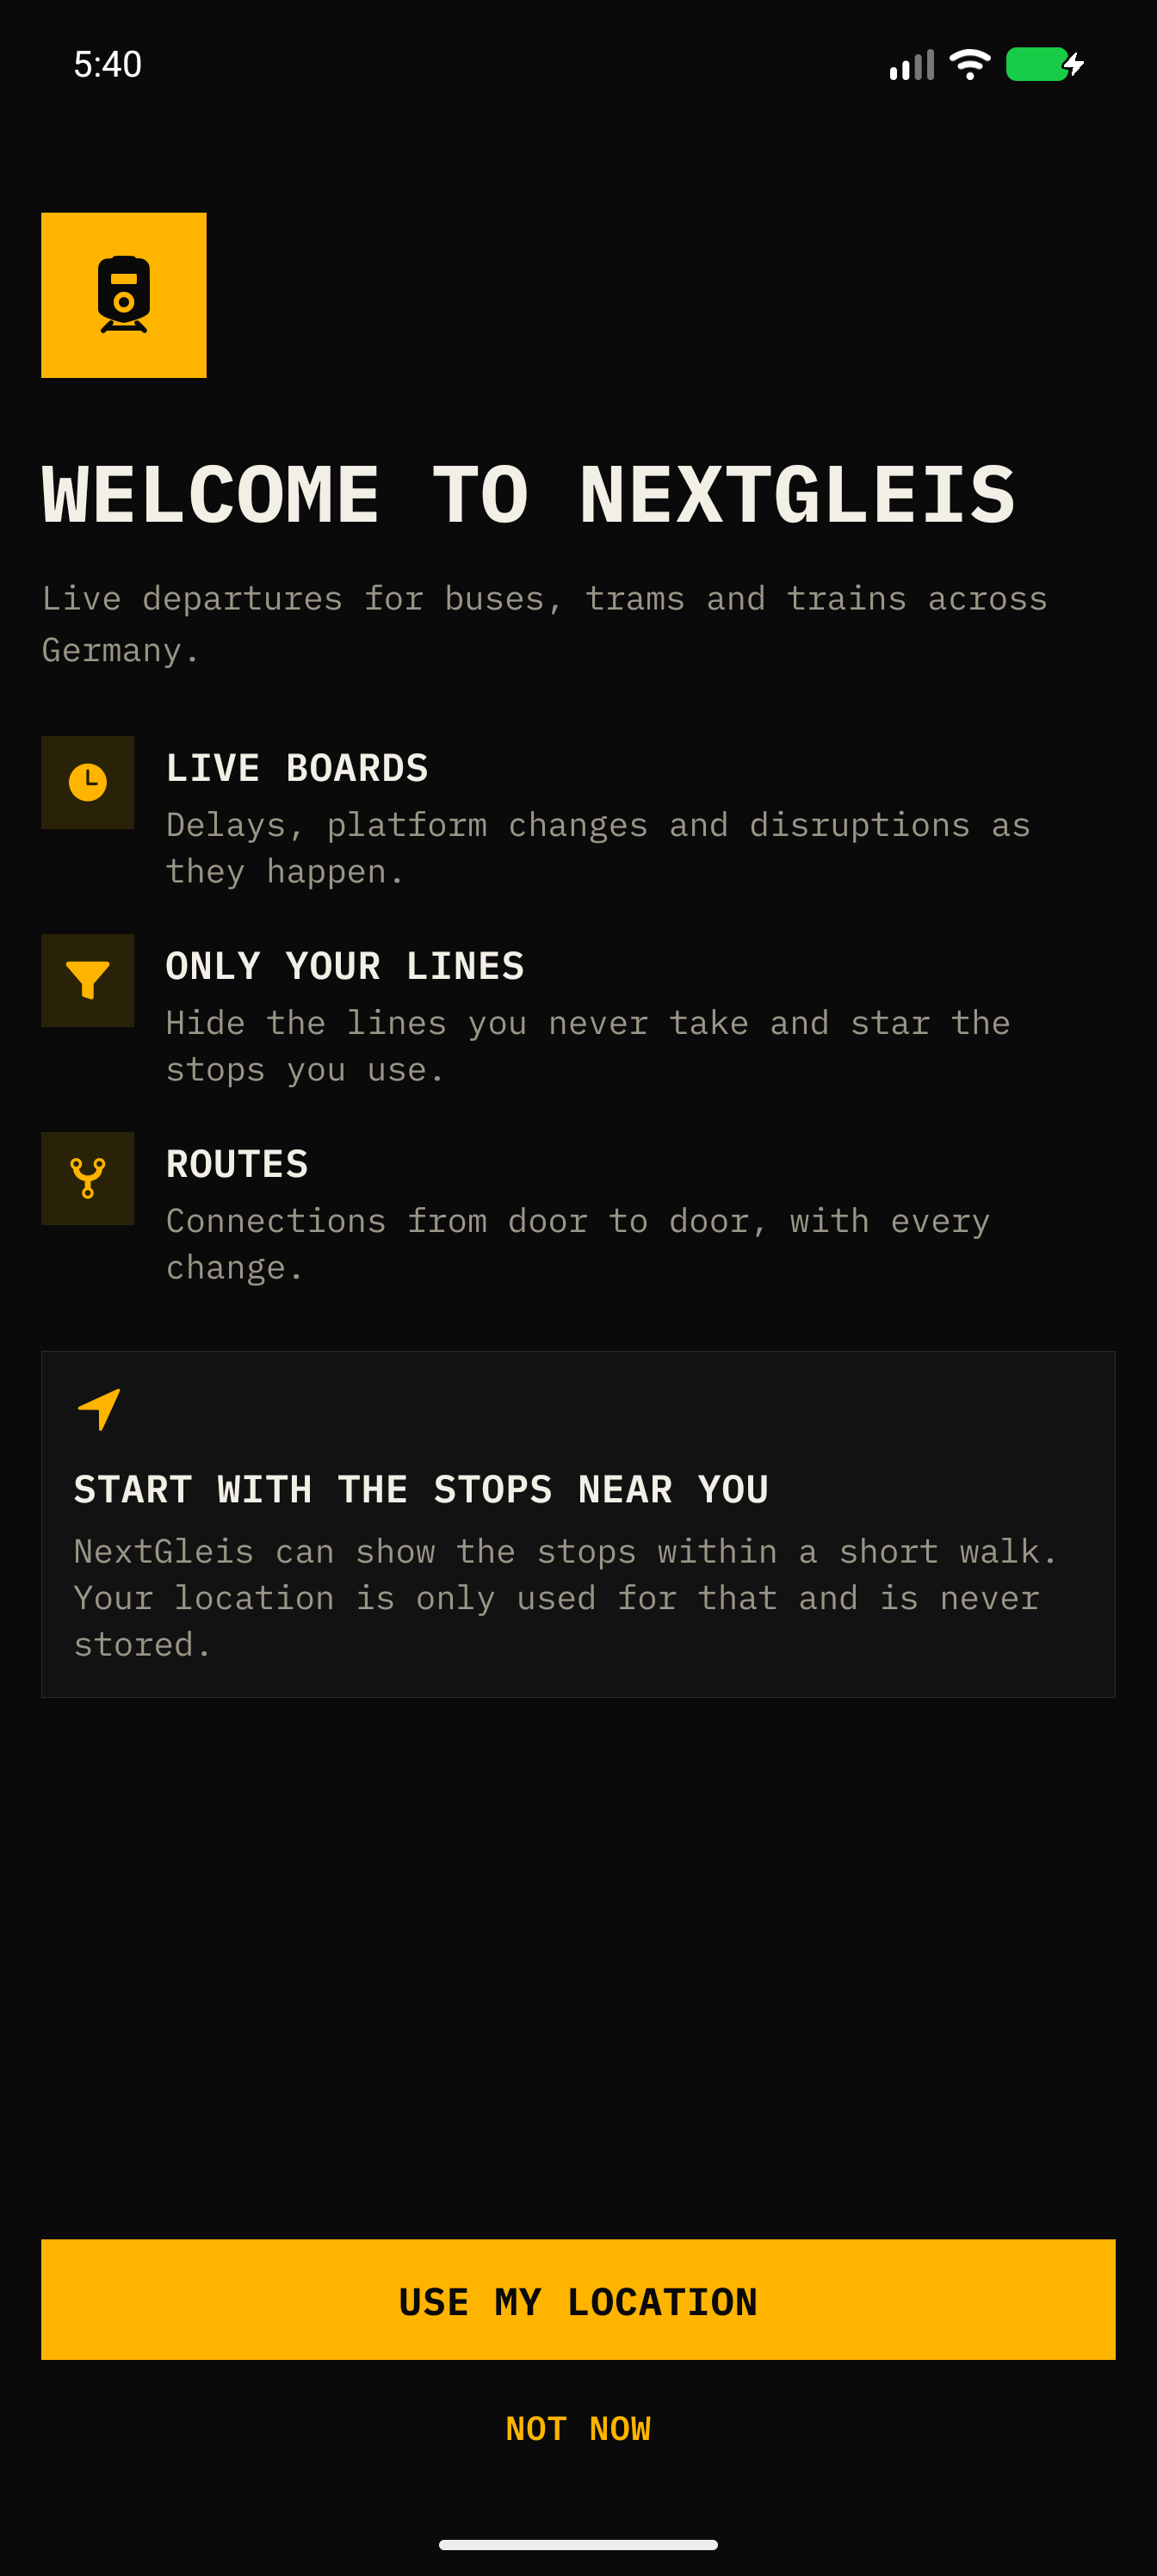 5:40
WELCOME TO NEXTGLEIS
Live departures for buses, trams and trains across
Germany.
LIVE BOARDS
Delays, platform changes and disruptions as
they happen.
ONLY YOUR LINES
Hide the lines you never take and star the
stops you use.
ROUTES
Connections from door to door, with every
change.
START WITH THE STOPS NEAR YOU
NextGleis can show the stops within a short walk.
Your location is only used for that and is never
stored.
USE MY LOCATION
NOT NOW